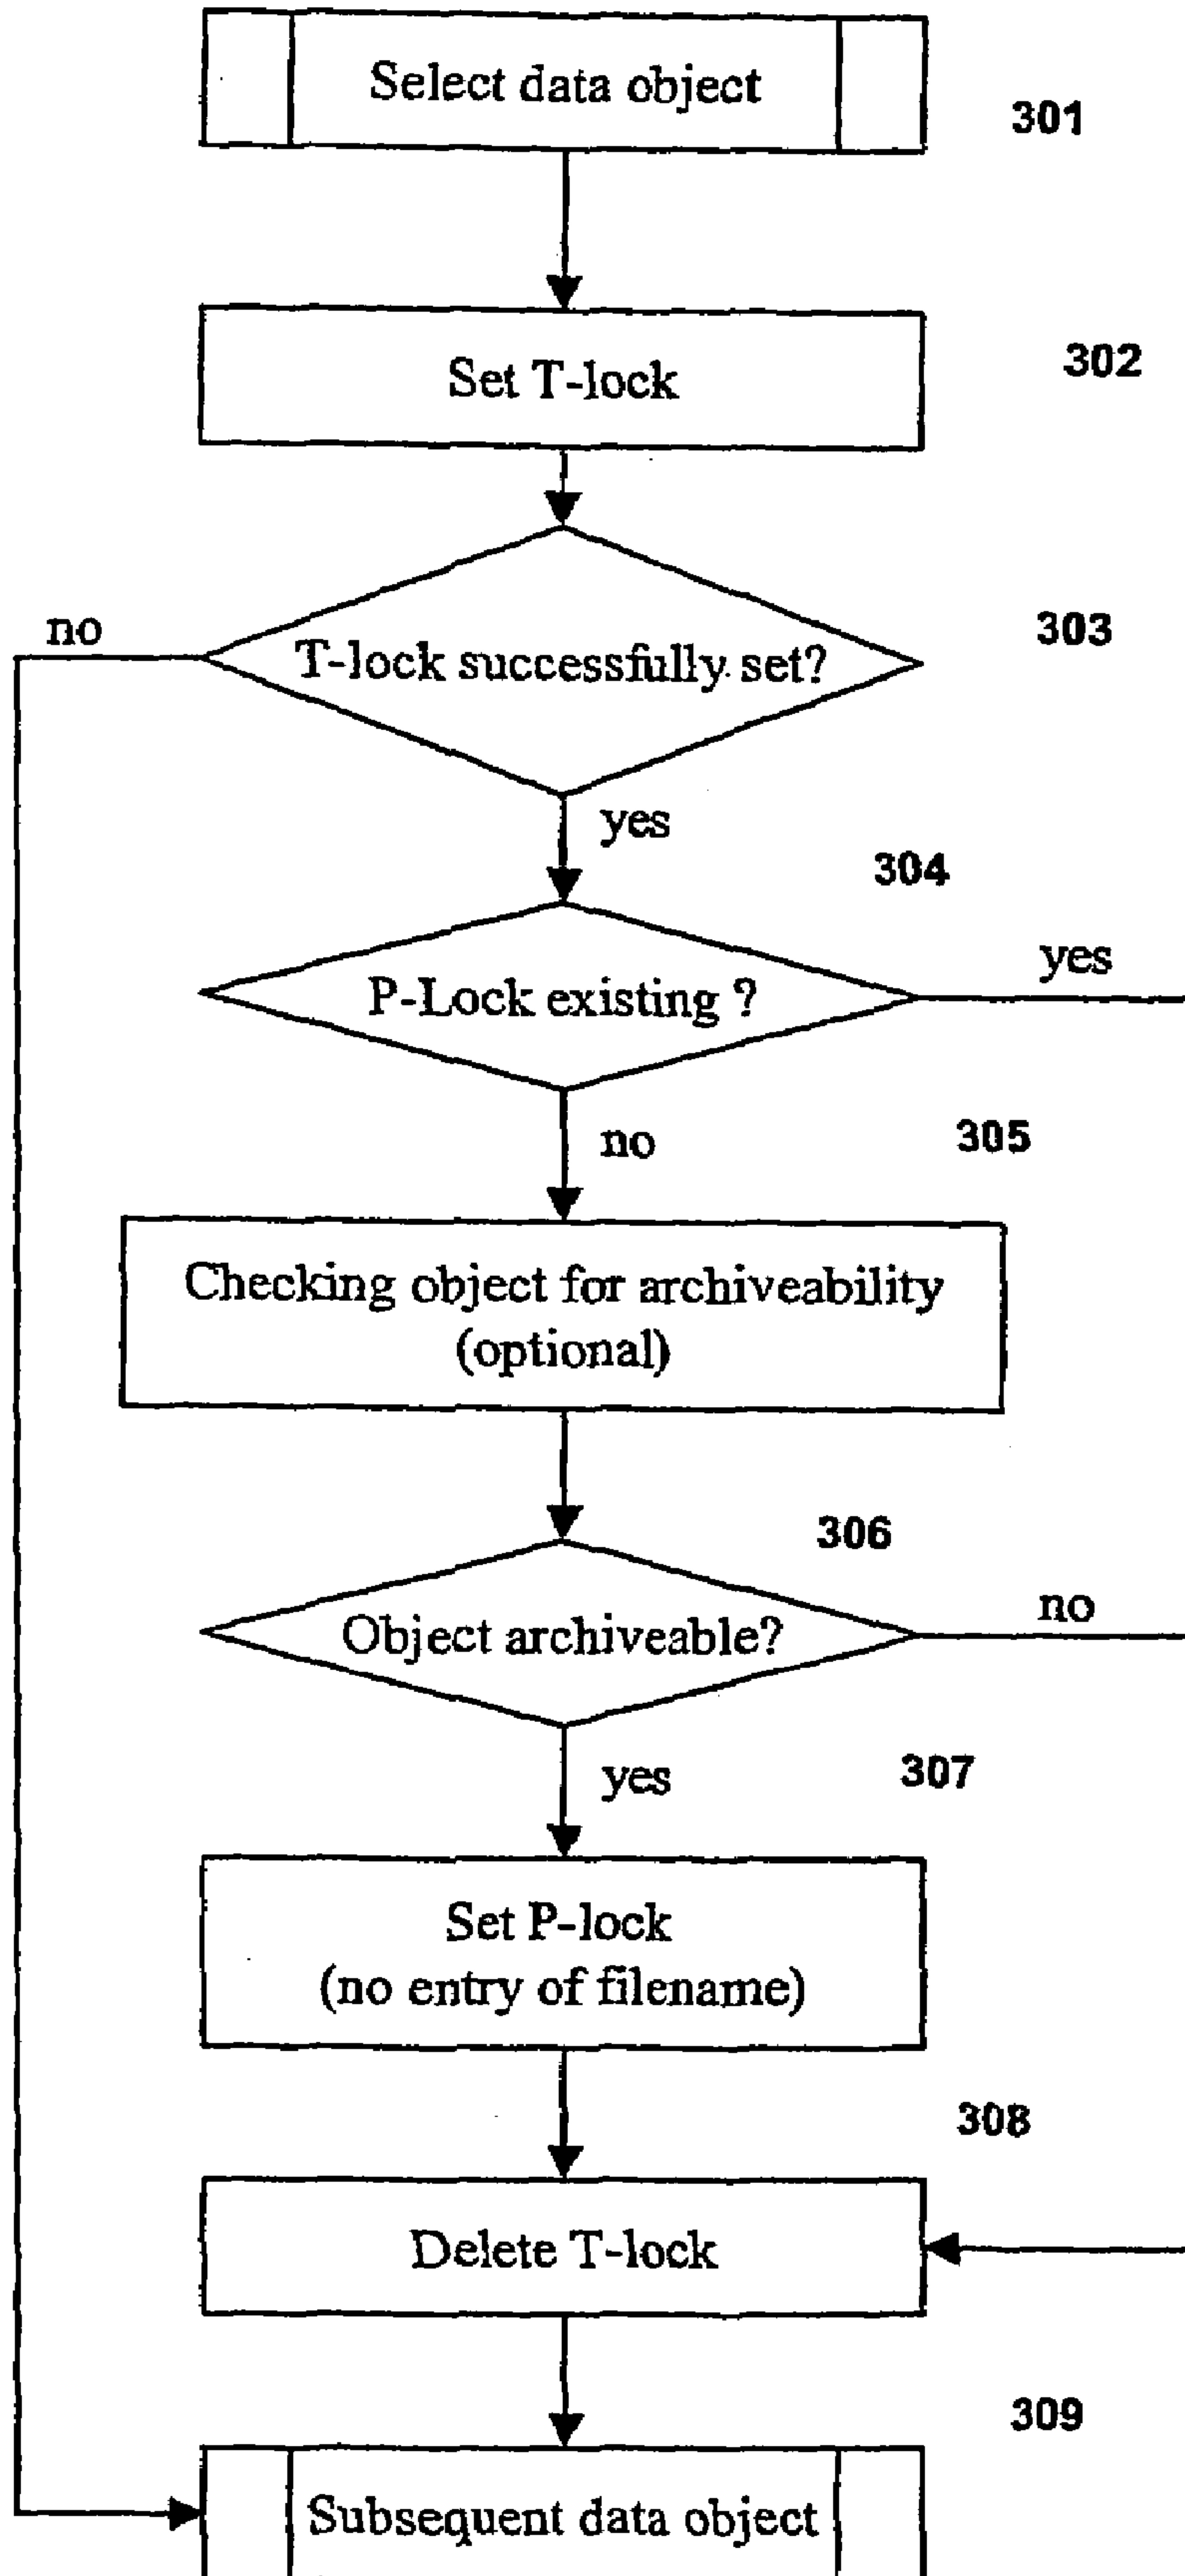 Select data object
301
Set T-lock
302
no
T-lock successfully set?
303
yes
304
P-Lock existing ?
yes
no
305
Checking object for archiveability
(optional)
306
Object archiveable?
no
yes
307
Set P-lock
(no entry of filename)
308
Delete T-lock
309
Subsequent data object